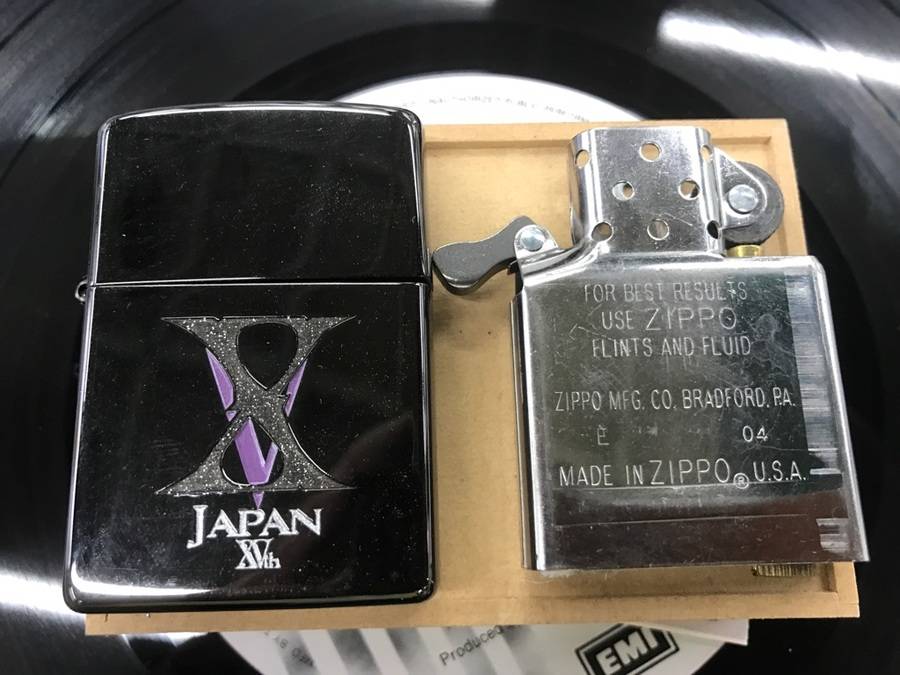 X
JAPAN
XVth
FOR BEST RESULTS
USE ZIPPO
FLINTS AND FLUID
ZIPPO MFG. CO. BRADFORD, PA.
E 04
MADE IN ZIPPO® U.S.A.
Produced
EMI